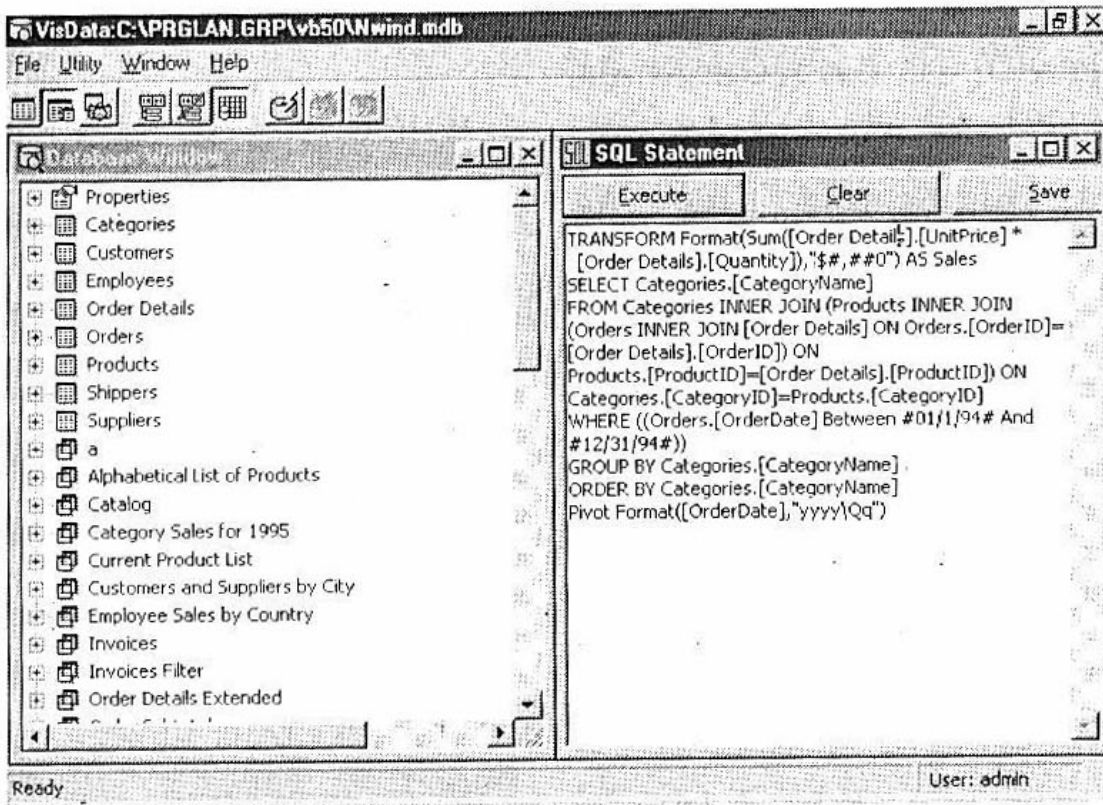 VisData:C:\PRGLAN.GRP\vb50\Nwind.mdb
File Utility Window Help
Database Window
Properties
Categories
Customers
Employees
Order Details
Orders
Products
Shippers
Suppliers
a
Alphabetical List of Products
Catalog
Category Sales for 1995
Current Product List
Customers and Suppliers by City
Employee Sales by Country
Invoices
Invoices Filter
Order Details Extended
SQL SQL Statement
Execute Clear Save
TRANSFORM Format(Sum([Order Details].[UnitPrice] *
[Order Details].[Quantity]),"$#,##0") AS Sales
SELECT Categories.[CategoryName]
FROM Categories INNER JOIN (Products INNER JOIN
(Orders INNER JOIN [Order Details] ON Orders.[OrderID]=
[Order Details].[OrderID]) ON
Products.[ProductID]=[Order Details].[ProductID]) ON
Categories.[CategoryID]=Products.[CategoryID]
WHERE ((Orders.[OrderDate] Between #01/1/94# And
#12/31/94#))
GROUP BY Categories.[CategoryName]
ORDER BY Categories.[CategoryName]
Pivot Format([OrderDate],"yyyy\Qq")
Ready
User: admin